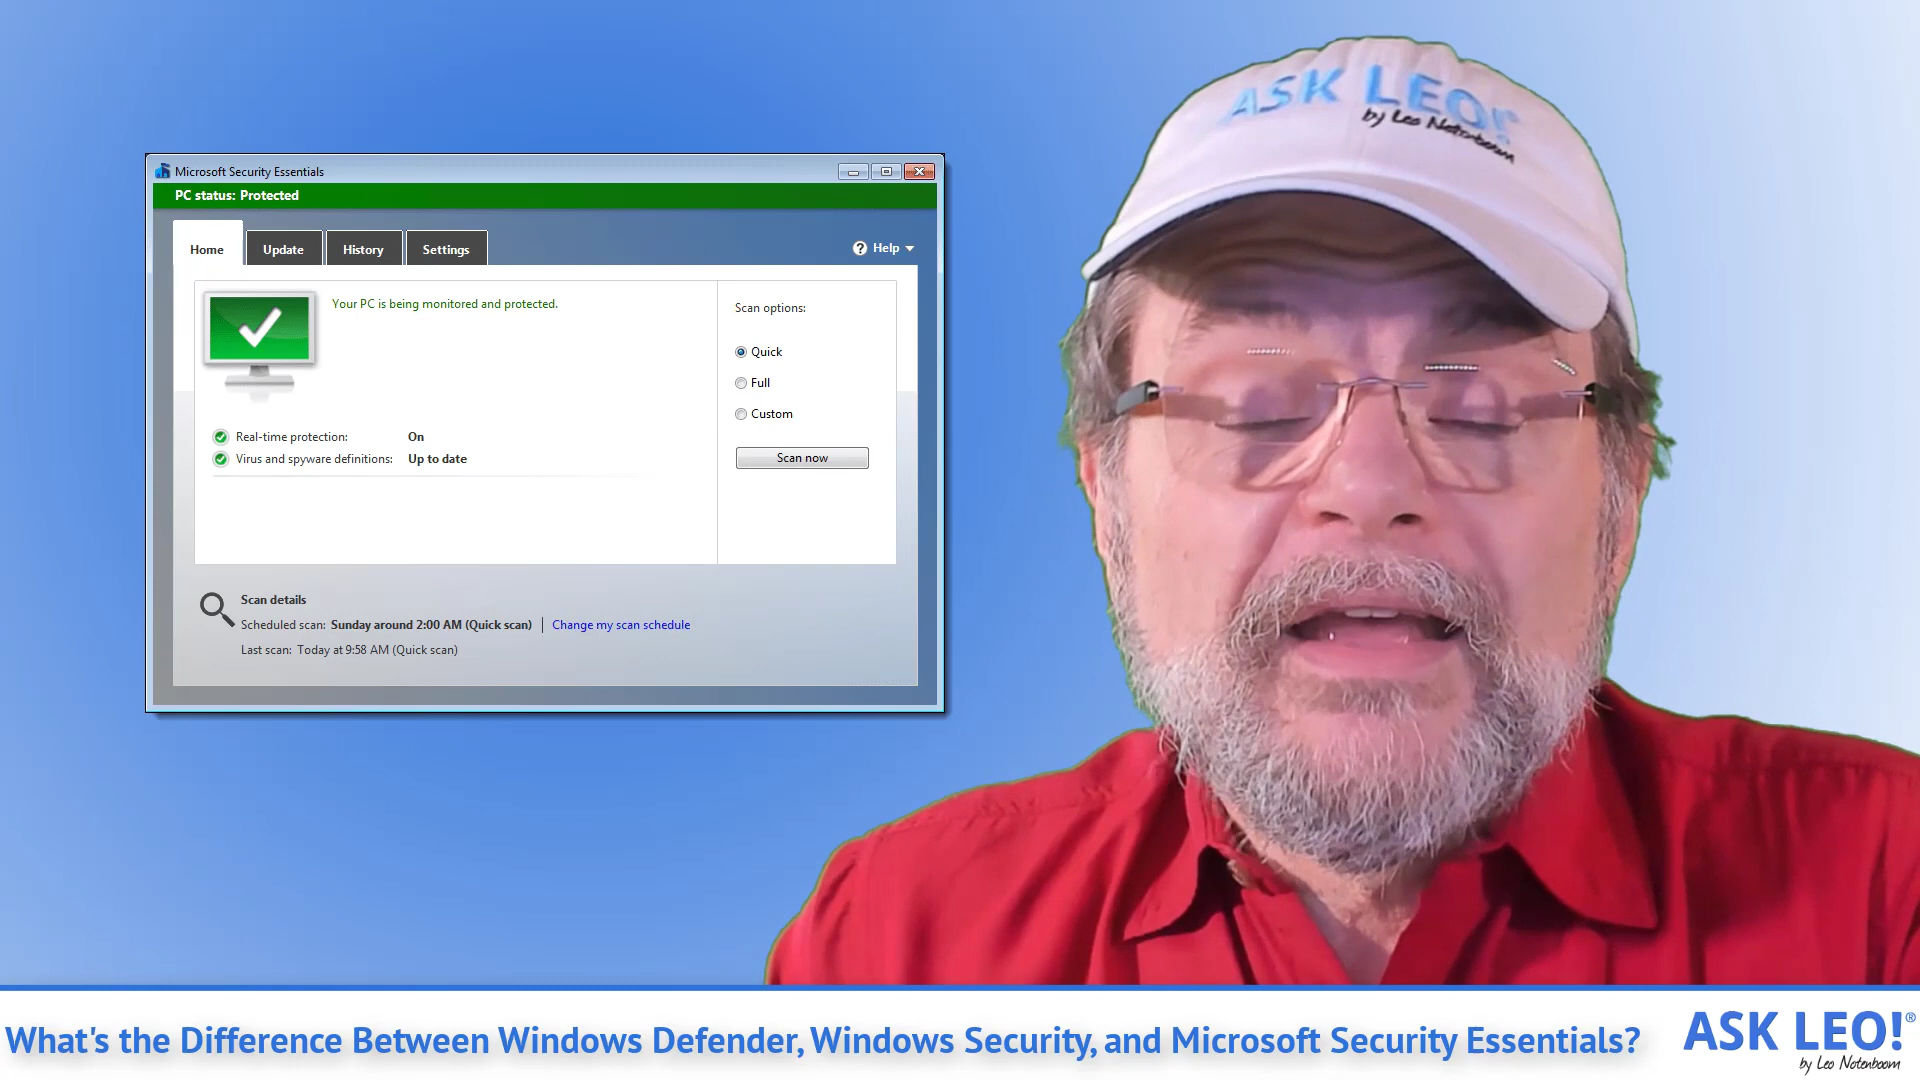 ASK LEO!
by Leo Notenboom
Microsoft Security Essentials
PC status: Protected
Home
Update
History
Settings
? Help
Your PC is being monitored and protected.
Scan options:
Quick
Full
Custom
Scan now
Real-time protection: On
Virus and spyware definitions: Up to date
Scan details
Scheduled scan: Sunday around 2:00 AM (Quick scan) | Change my scan schedule
Last scan: Today at 9:58 AM (Quick scan)
What's the Difference Between Windows Defender, Windows Security, and Microsoft Security Essentials?
ASK LEO!®
by Leo Notenboom